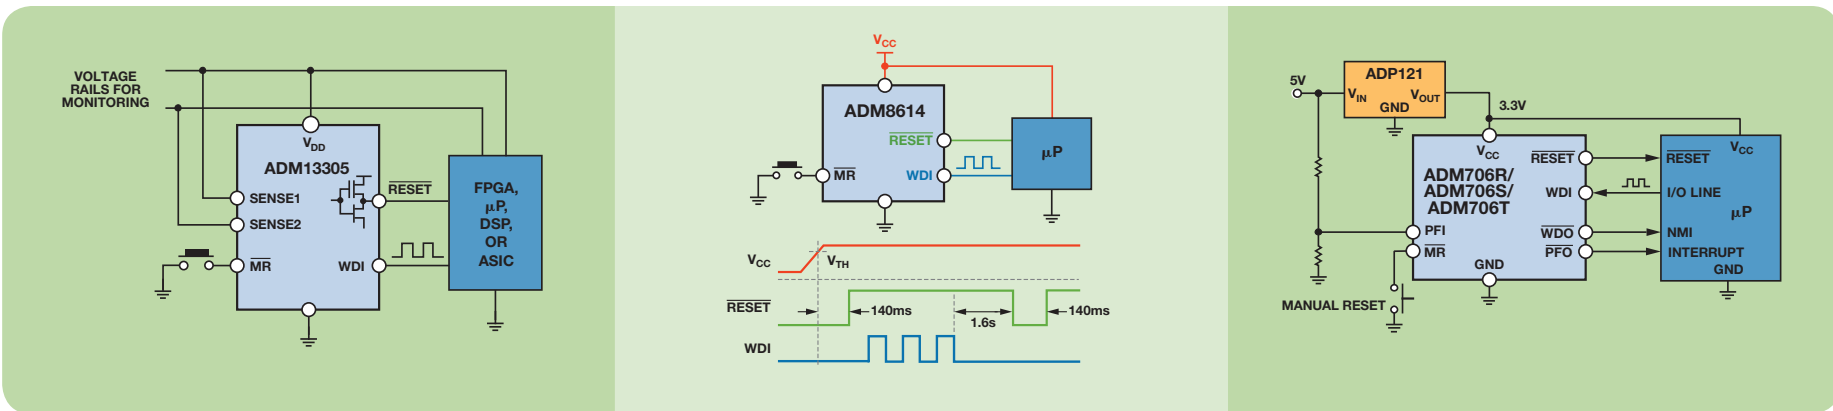 VOLTAGE
RAILS FOR
MONITORING
VDD
ADM13305
SENSE1
SENSE2
MR
RESET
WDI
FPGA,
μP,
DSP,
OR
ASIC
VCC
ADM8614
RESET
WDI
MR
μP
VCC
VTH
RESET
140ms
1.6s
140ms
WDI
5V
ADP121
VIN
VOUT
GND
3.3V
VCC
ADM706R/
ADM706S/
ADM706T
RESET
WDI
WDO
PFO
PFI
MR
GND
MANUAL RESET
VCC
RESET
I/O LINE
μP
NMI
INTERRUPT
GND